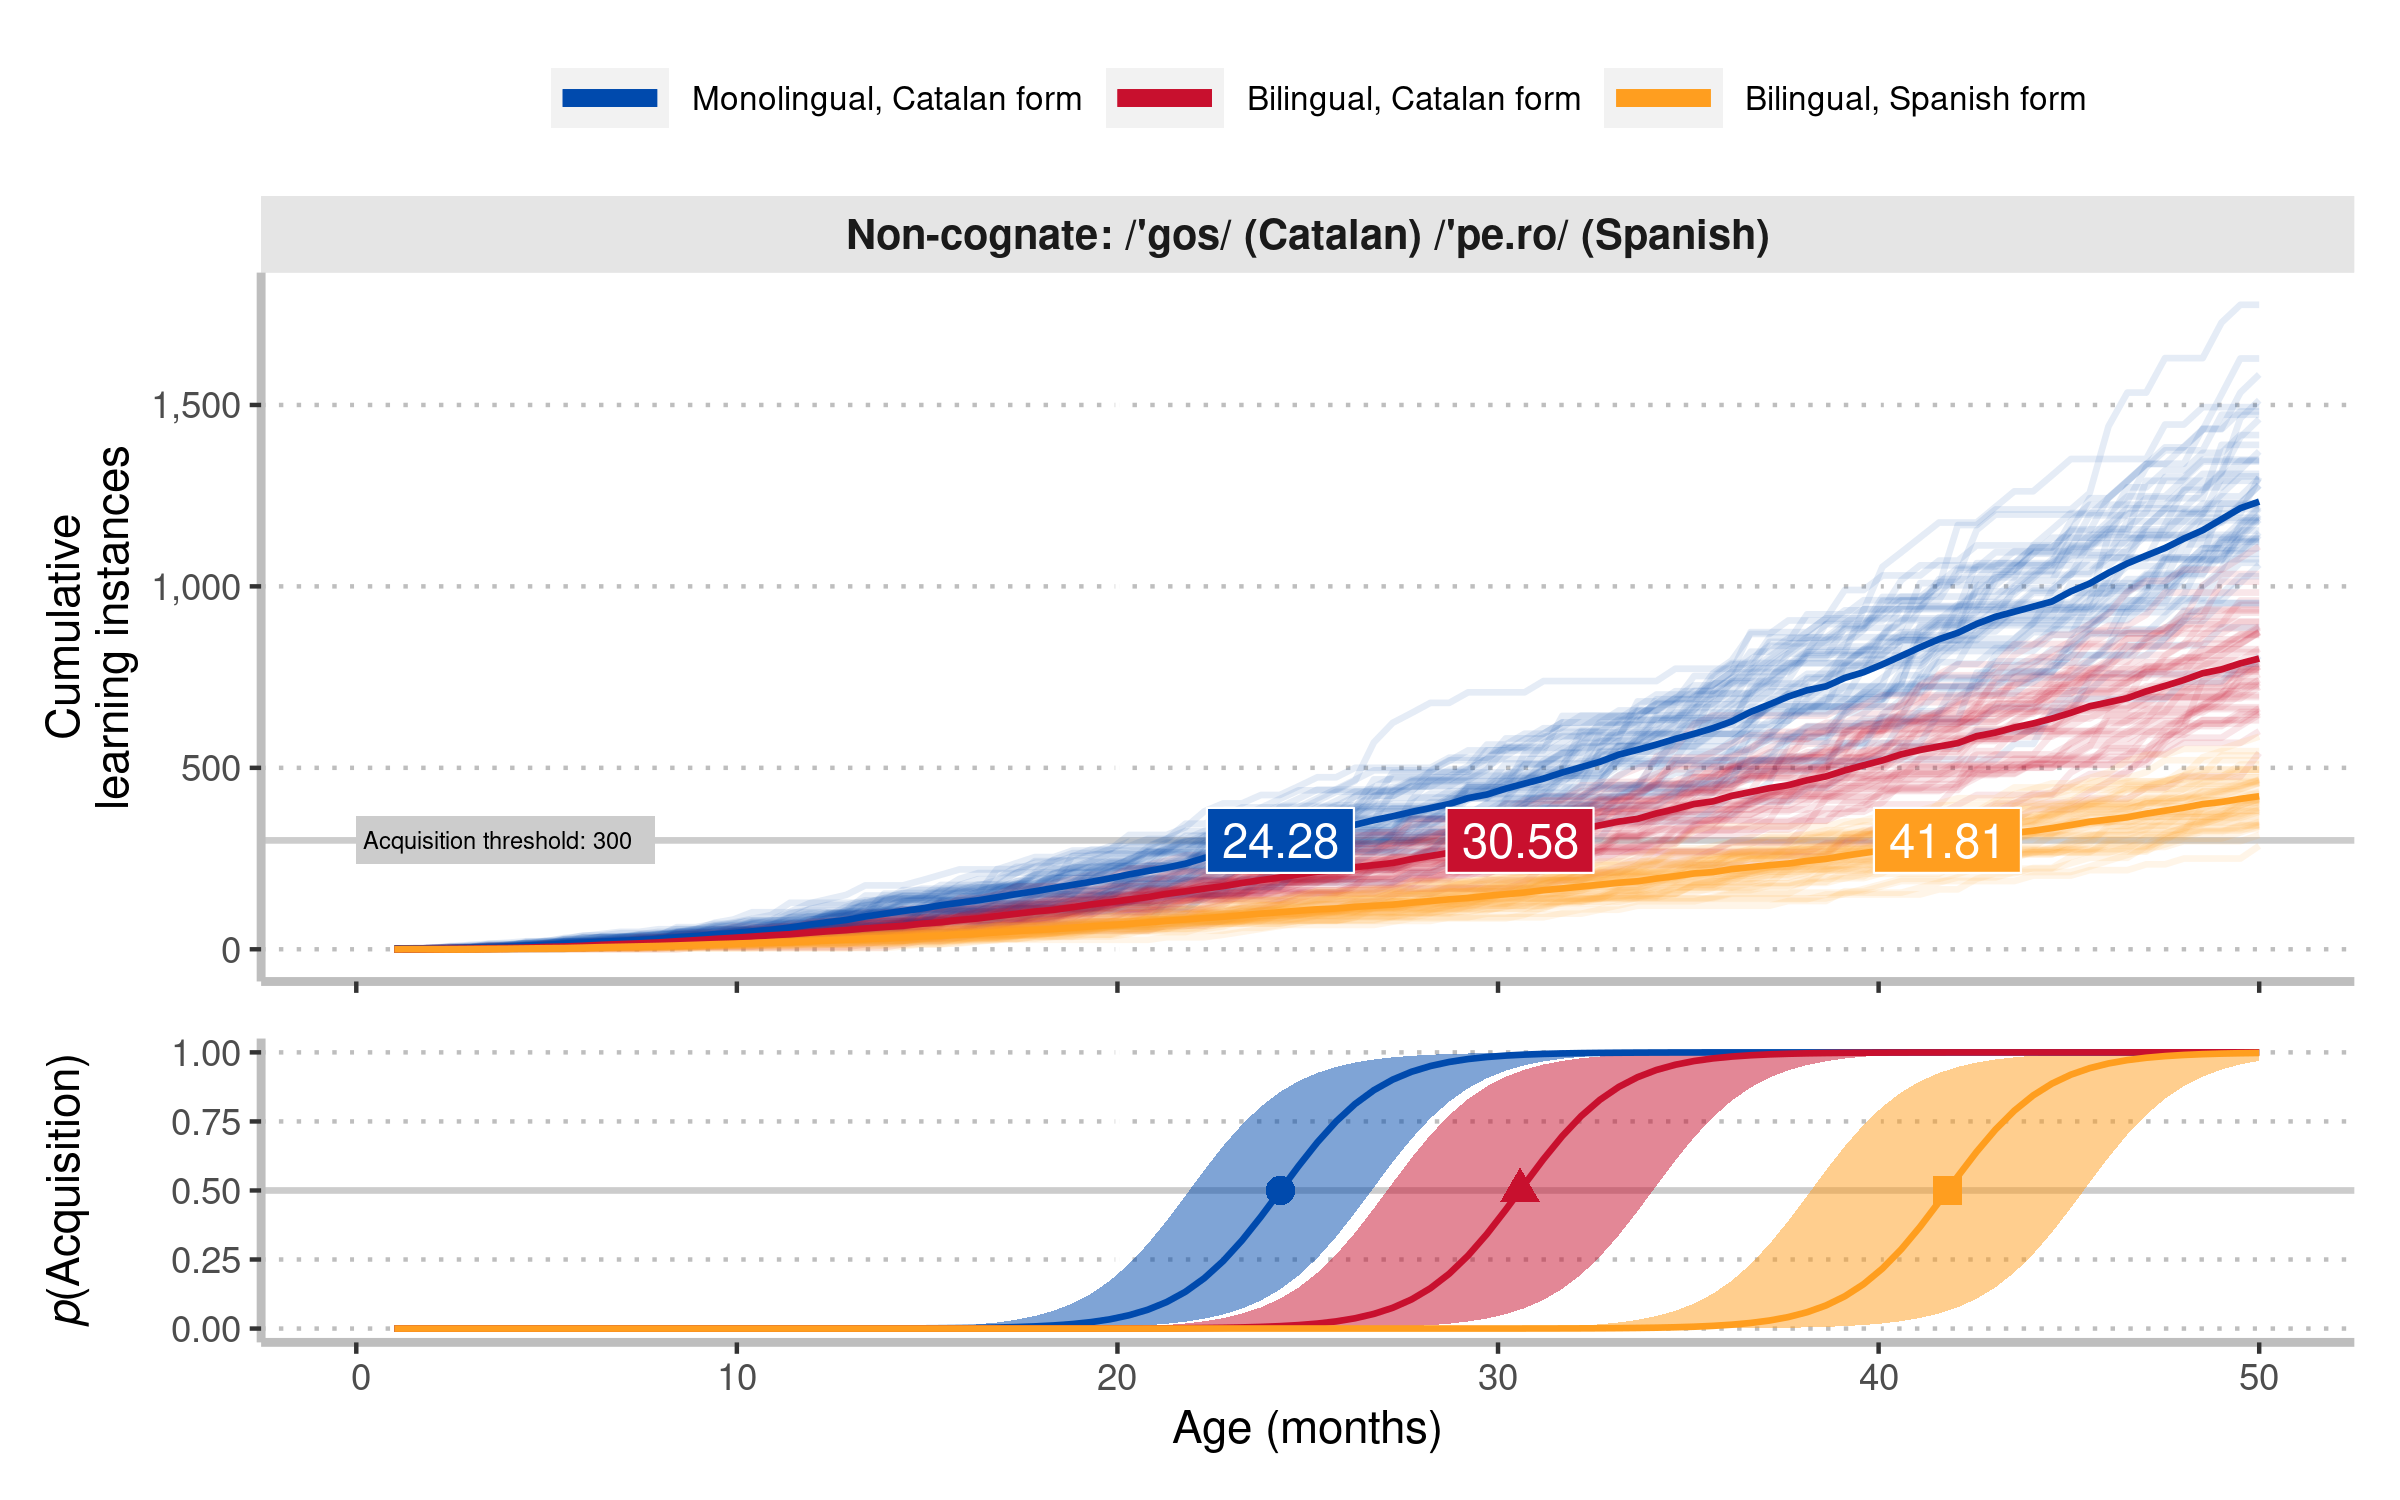 Monolingual, Catalan form
Bilingual, Catalan form
Bilingual, Spanish form
Non-cognate: /'gos/ (Catalan) /'pe.ro/ (Spanish)
Cumulative
learning instances
1,500
1,000
500
0
Acquisition threshold: 300
24.28
30.58
41.81
p(Acquisition)
1.00
0.75
0.50
0.25
0.00
0
10
20
30
40
50
Age (months)